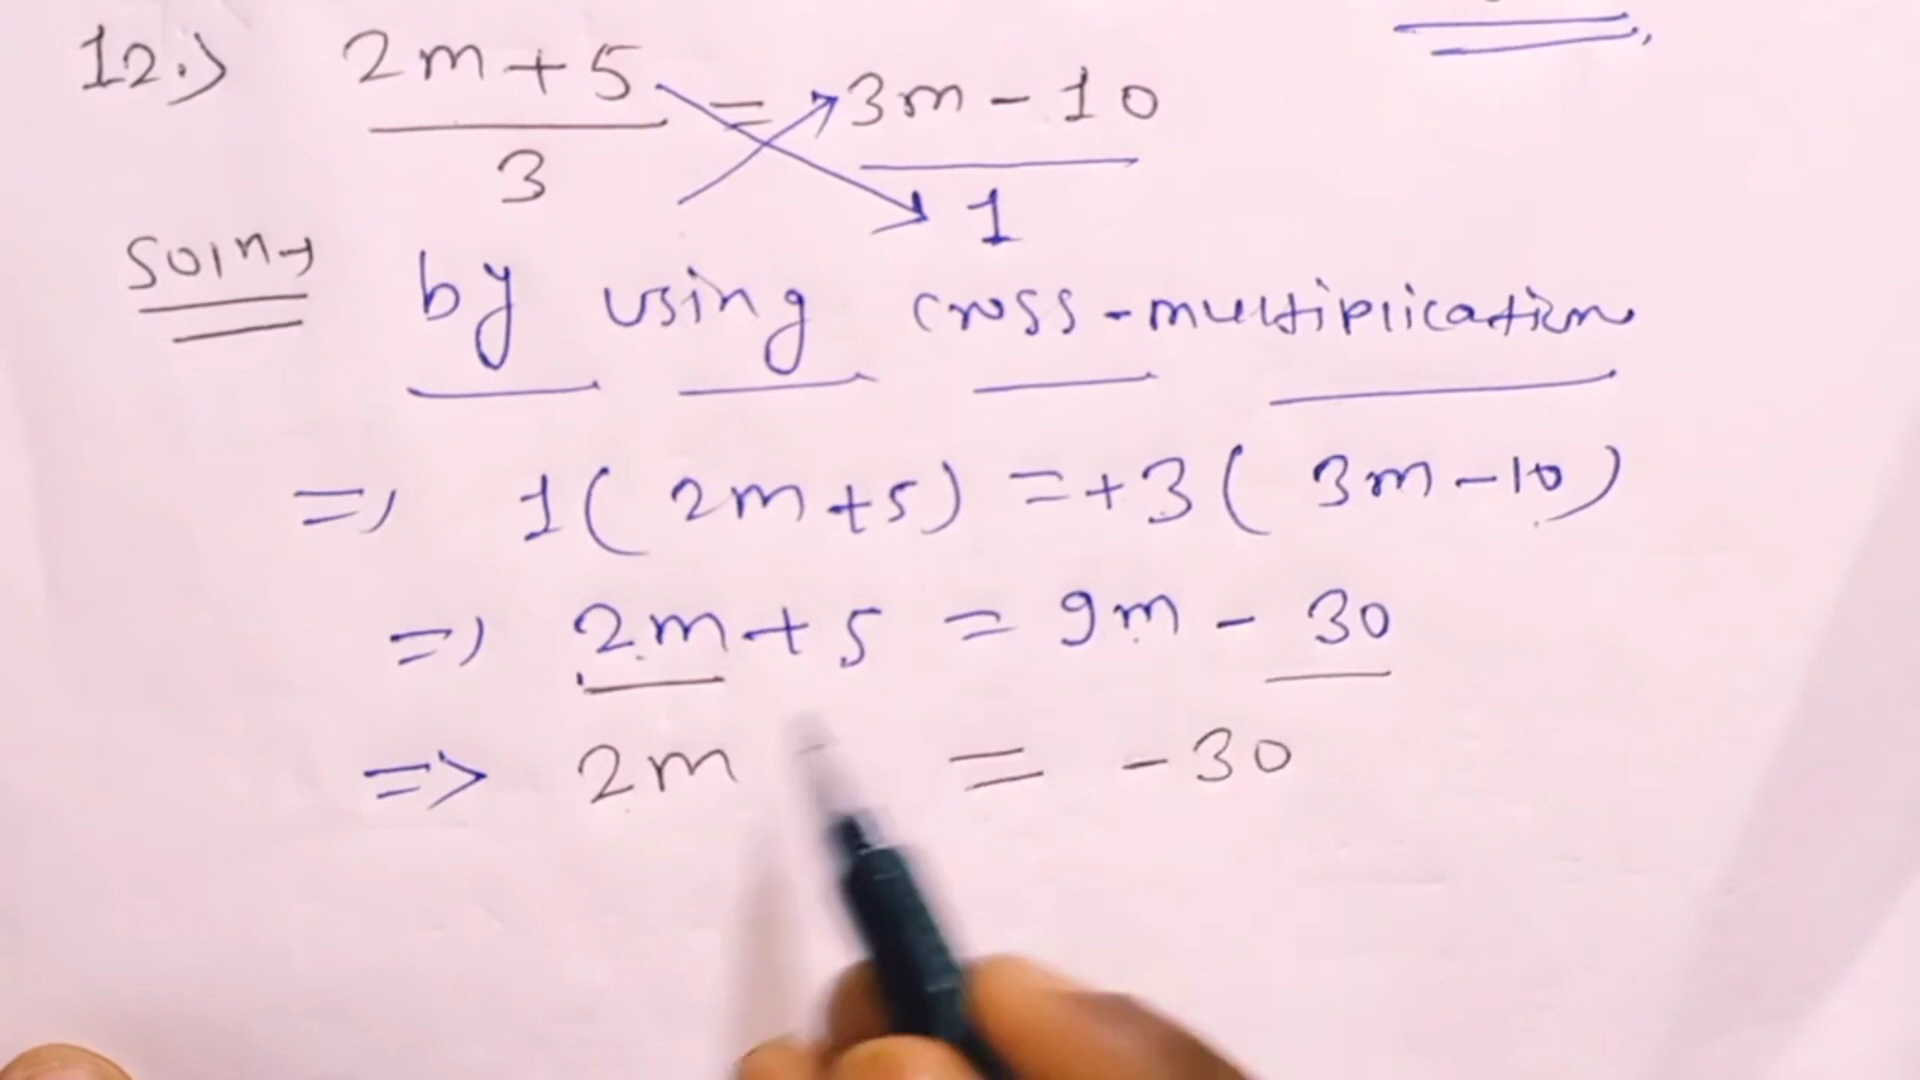 12.) 2m+5/3 = 3m-10/1
Soln→
by using cross-multiplication
=> 1(2m+5) =+3(3m-10)
=> 2m+5 = 9m - 30
=> 2m - = -30